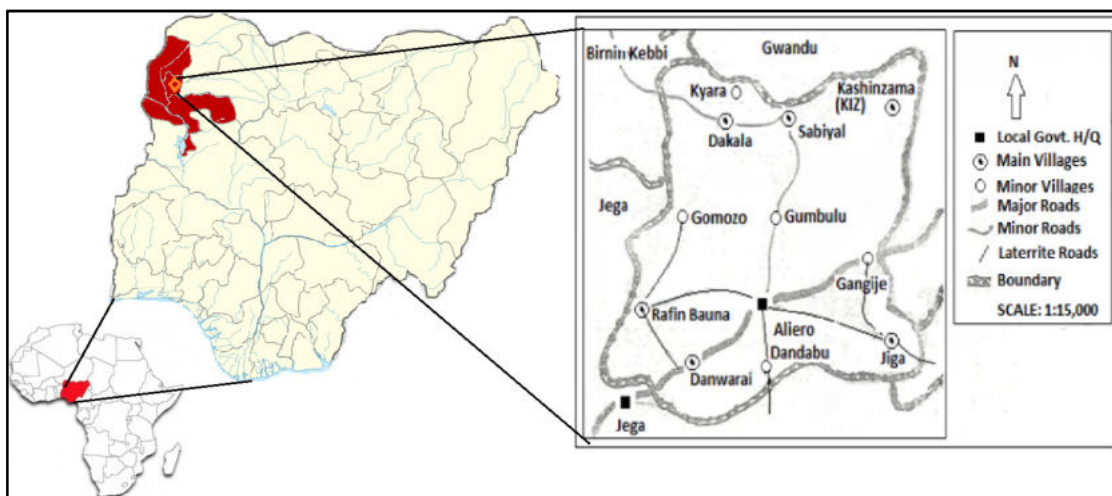 Birnin Kebbi
Gwandu
Kyara
Kashinzama
(KIZ)
Dakala
Sabiyal
Jega
Gomozo
Gumbulu
Gangije
Rafin Bauna
Aliero
Dandabu
Jiga
Danwarai
Jega
N
Local Govt. H/Q
Main Villages
Minor Villages
Major Roads
Minor Roads
Laterrite Roads
Boundary
SCALE: 1:15,000